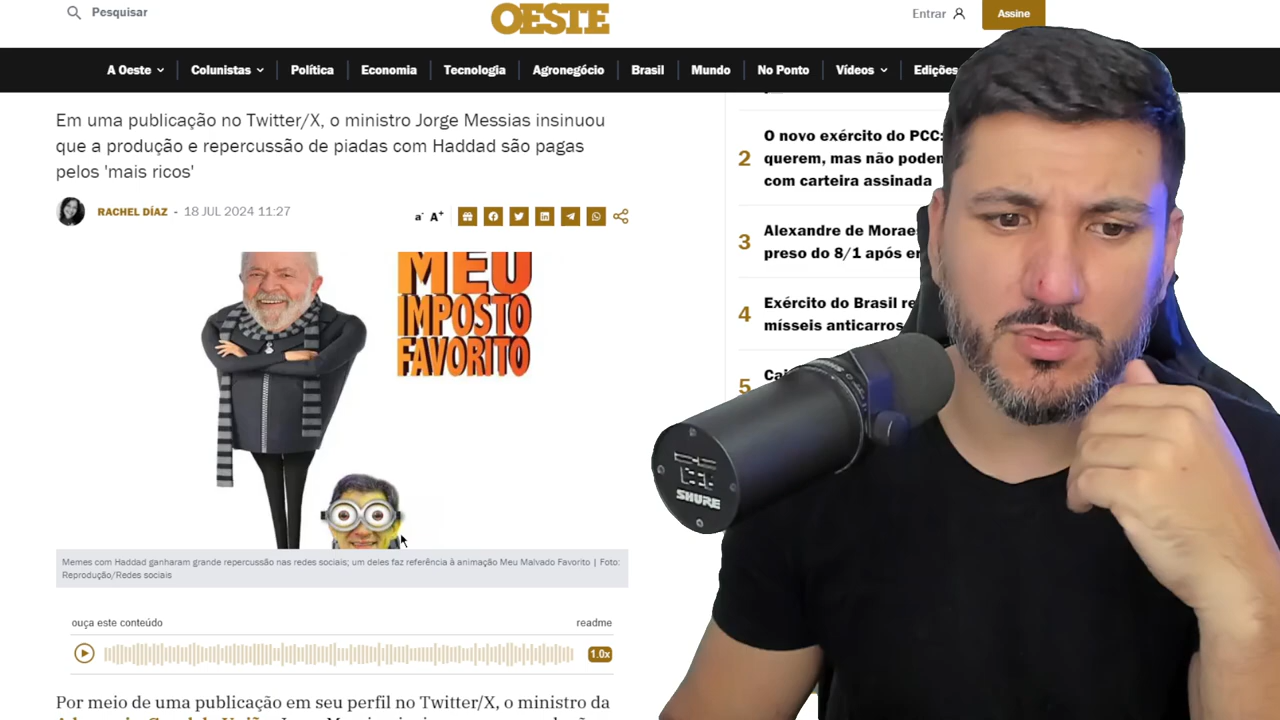 Pesquisar
OESTE
Entrar
Assine
A Oeste
Colunistas
Política
Economia
Tecnologia
Agronegócio
Brasil
Mundo
No Ponto
Vídeos
Edições
Em uma publicação no Twitter/X, o ministro Jorge Messias insinuou
que a produção e repercussão de piadas com Haddad são pagas
pelos 'mais ricos'
RACHEL DÍAZ - 18 JUL 2024 11:27
a- A+
MEU
IMPOSTO
FAVORITO
Memes com Haddad ganharam grande repercussão nas redes sociais; um deles faz referência à animação Meu Malvado Favorito | Foto:
Reprodução/Redes sociais
ouça este conteúdo
readme
1.0x
Por meio de uma publicação em seu perfil no Twitter/X, o ministro da
2
O novo exército do PCC:
querem, mas não podem
com carteira assinada
3
Alexandre de Moraes
preso do 8/1 após
4
Exército do Brasil
mísseis anticarros
5
SHURE